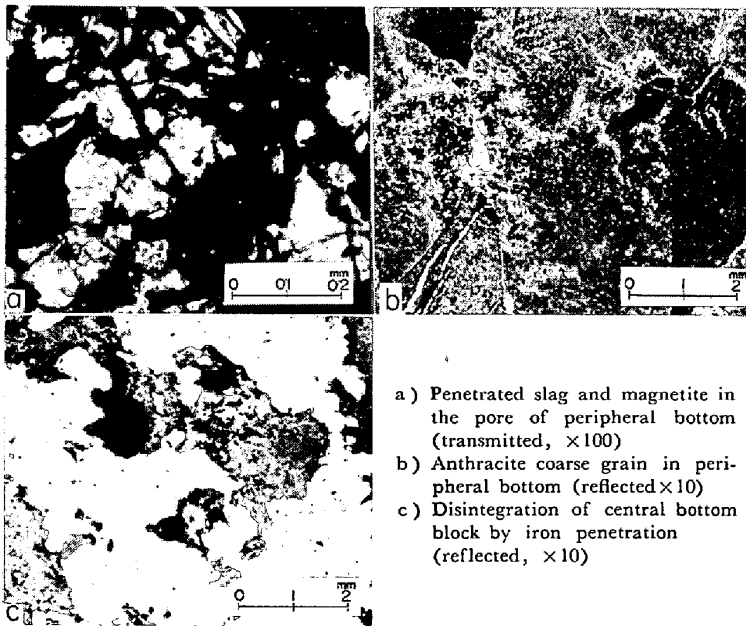 a
mm
0 0·1 0·2
b
mm
0 1 2
c
mm
0 1 2
a) Penetrated slag and magnetite in
the pore of peripheral bottom
(transmitted, ×100)
b) Anthracite coarse grain in peri-
pheral bottom (reflected×10)
c) Disintegration of central bottom
block by iron penetration
(reflected, ×10)